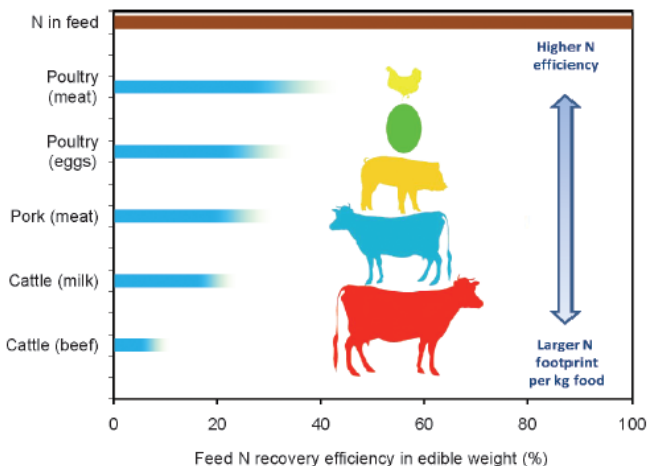 N in feed
Higher N
efficiency
Poultry
(meat)
Poultry
(eggs)
Pork (meat)
Cattle (milk)
Cattle (beef)
Larger N
footprint
per kg food
0 20 40 60 80 100
Feed N recovery efficiency in edible weight (%)